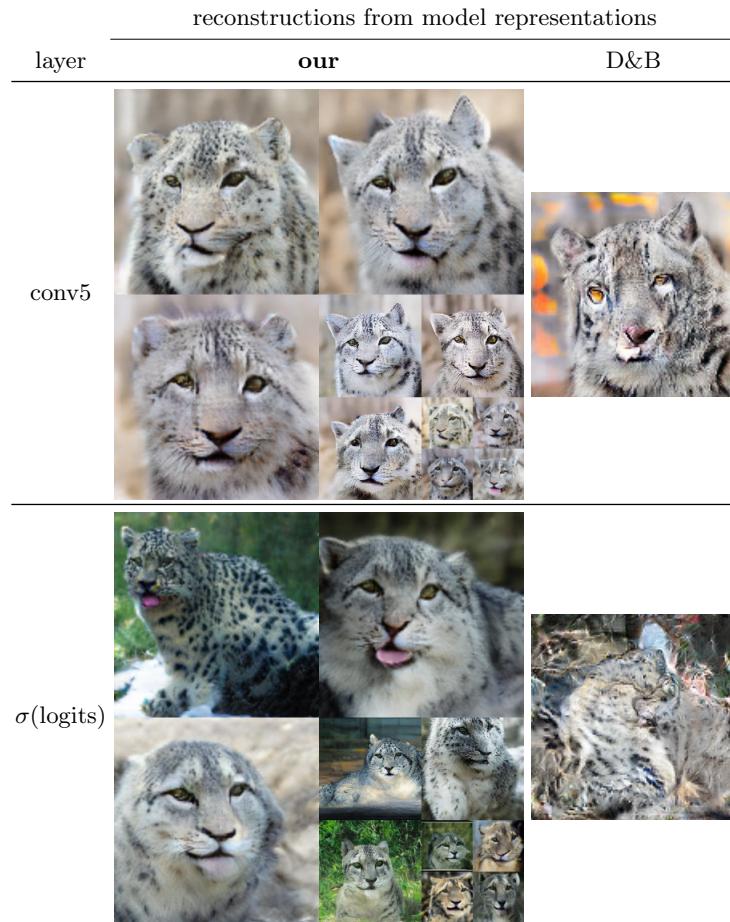 reconstructions from model representations
layer our D&B
conv5
σ(logits)